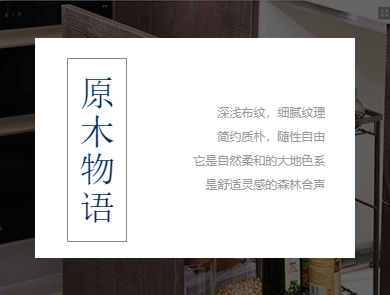 原木物语
深浅布纹，细腻纹理
简约质朴，随性自由
它是自然柔和的大地色系
是舒适灵感的森林合声